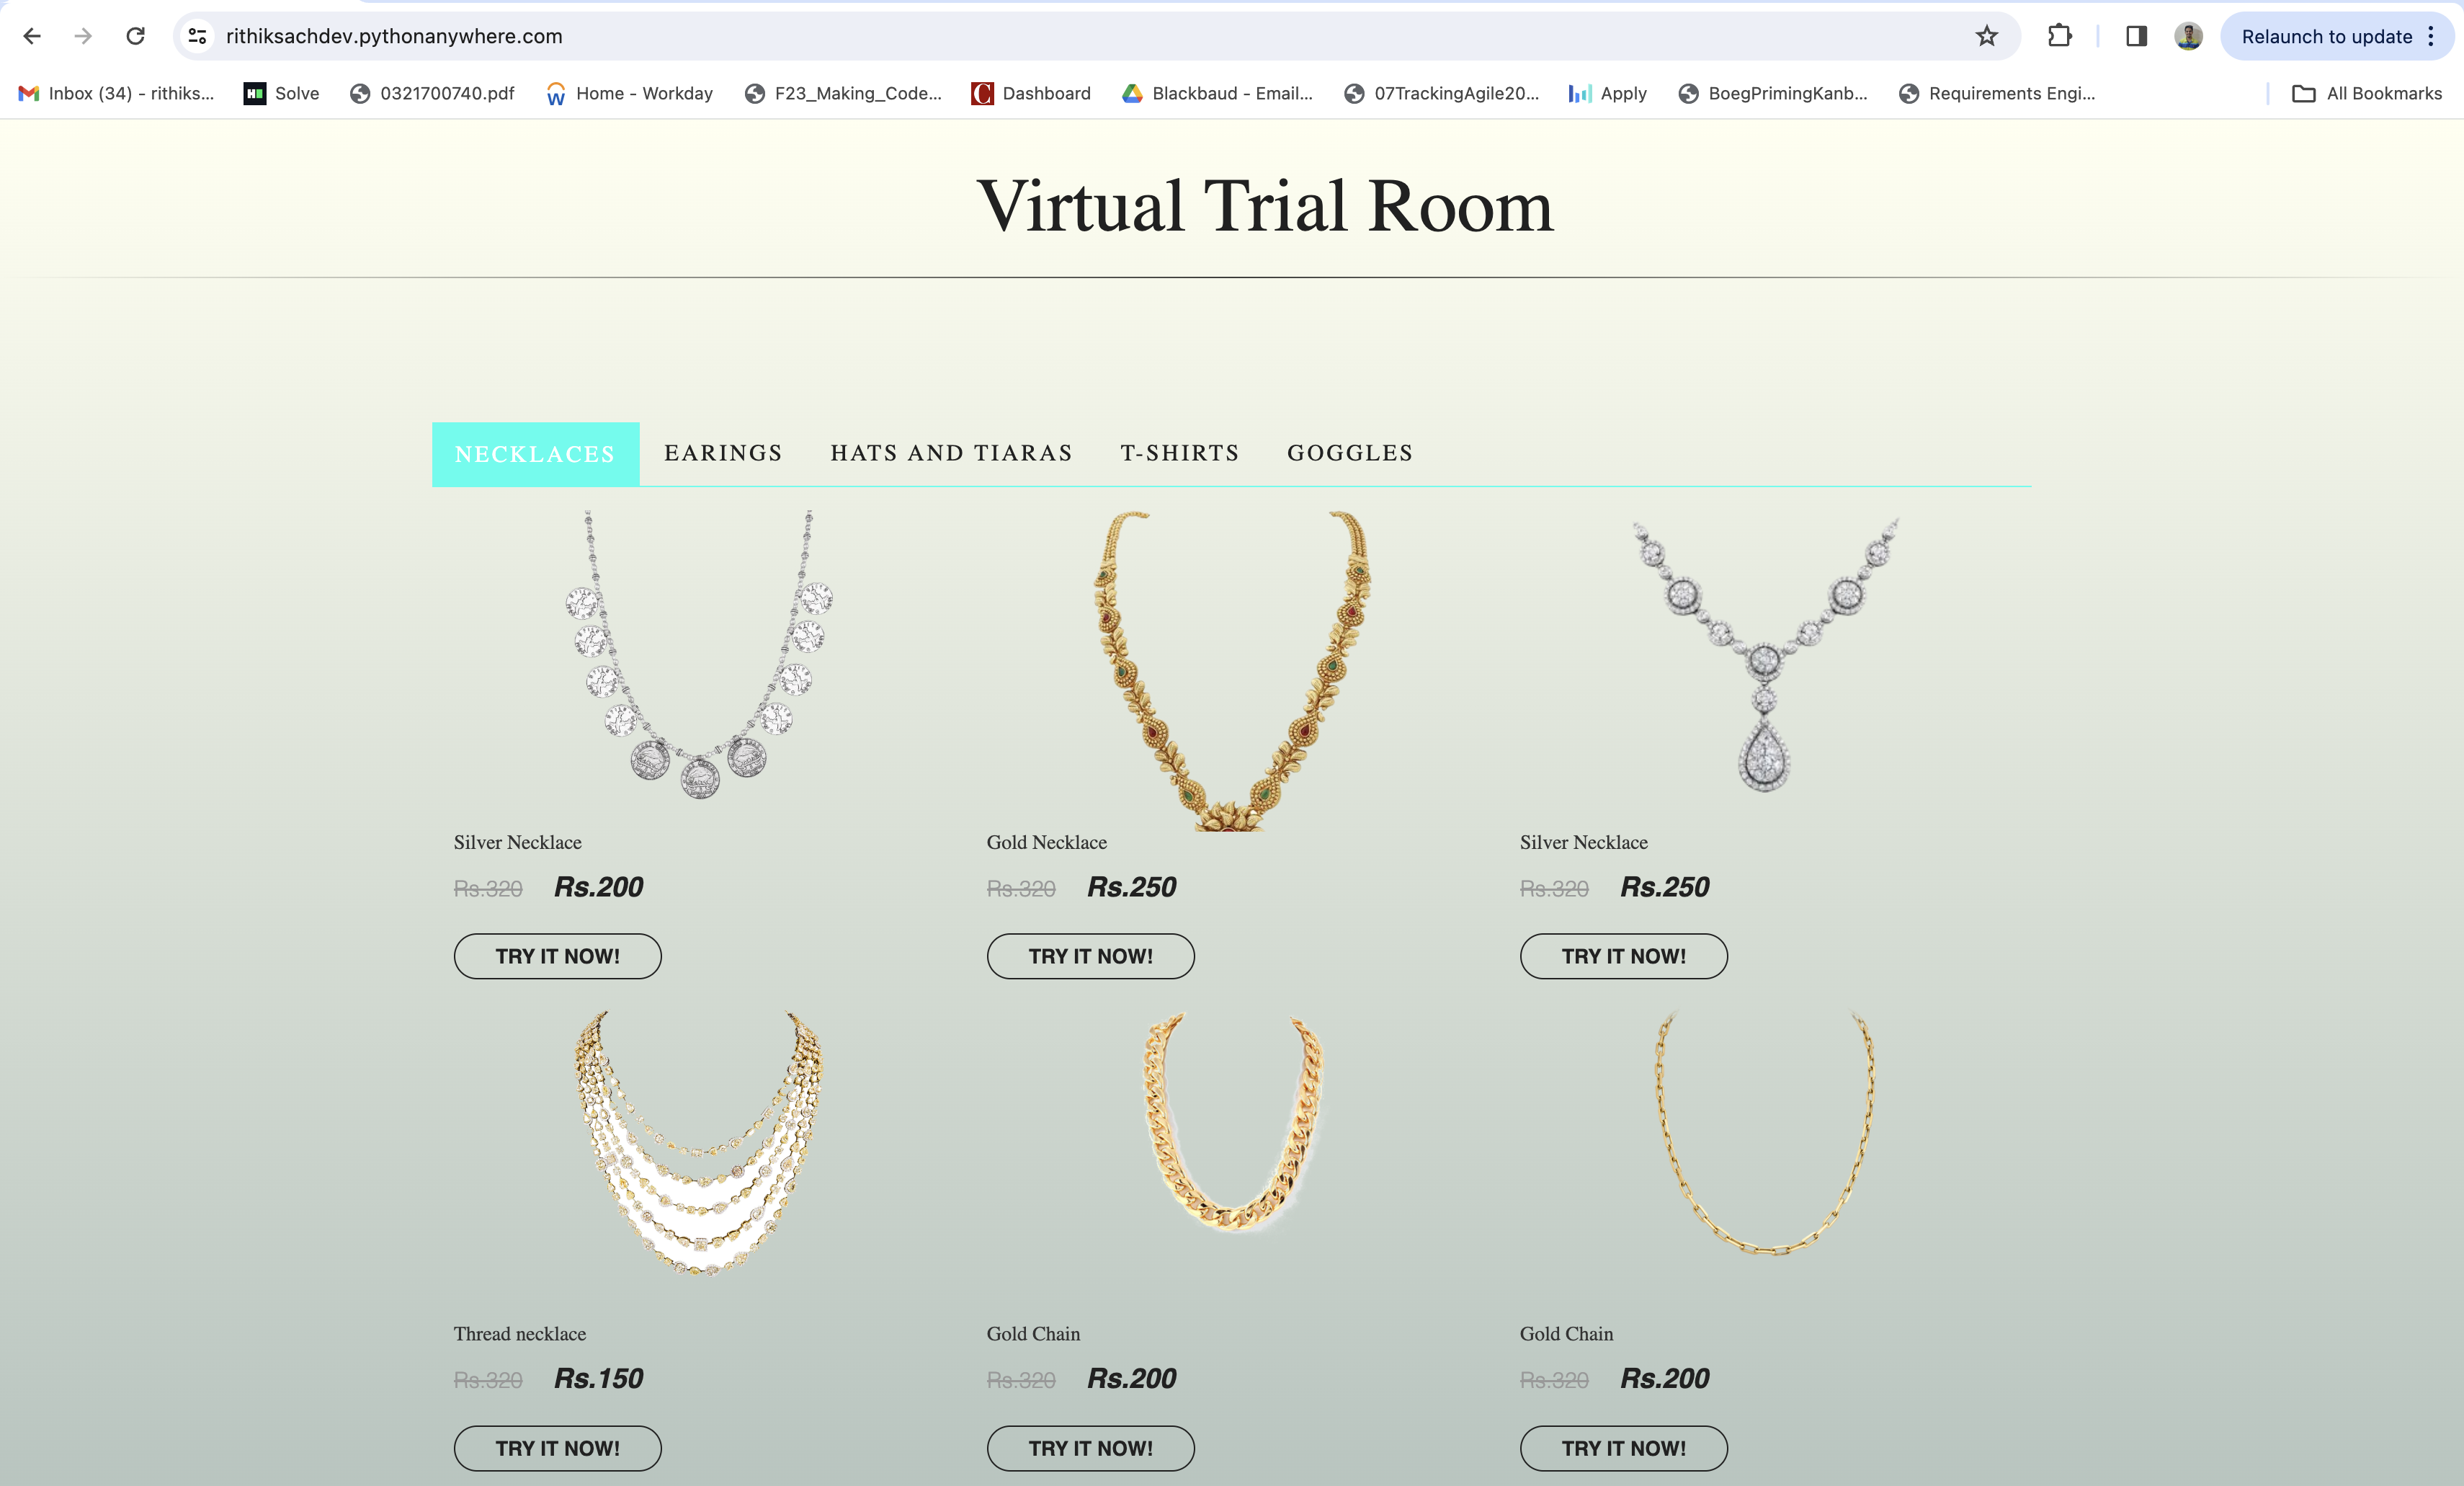 rithiksachdev.pythonanywhere.com
Relaunch to update
Inbox (34) - rithiks... Solve 0321700740.pdf Home - Workday F23_Making_Code... Dashboard Blackbaud - Email... 07TrackingAgile20... Apply BoegPrimingKanb... Requirements Engi... All Bookmarks
Virtual Trial Room
NECKLACES EARINGS HATS AND TIARAS T-SHIRTS GOGGLES
Silver Necklace Gold Necklace Silver Necklace
Rs.320 Rs.200 Rs.320 Rs.250 Rs.320 Rs.250
TRY IT NOW! TRY IT NOW! TRY IT NOW!
Thread necklace Gold Chain Gold Chain
Rs.320 Rs.150 Rs.320 Rs.200 Rs.320 Rs.200
TRY IT NOW! TRY IT NOW! TRY IT NOW!